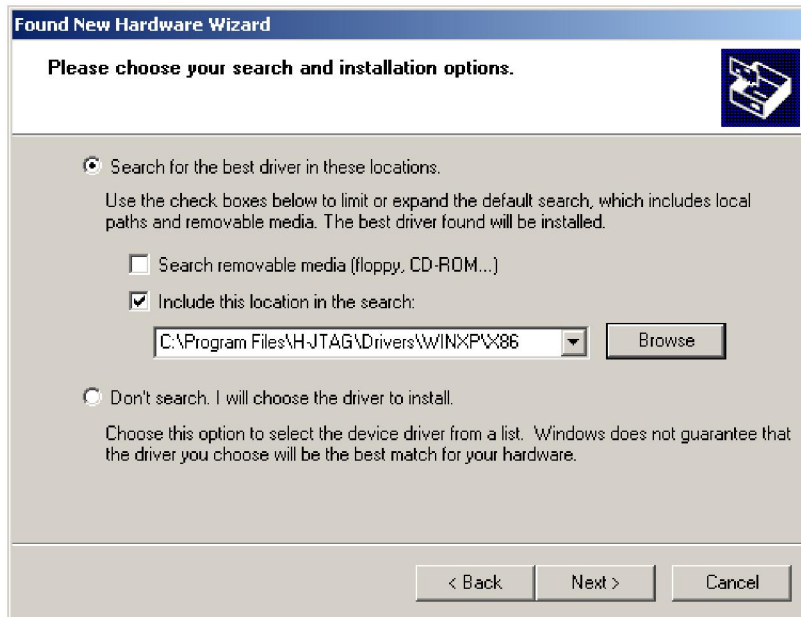 Found New Hardware Wizard
Please choose your search and installation options.
Search for the best driver in these locations.
Use the check boxes below to limit or expand the default search, which includes local
paths and removable media. The best driver found will be installed.
Search removable media (floppy, CD-ROM...)
Include this location in the search:
C:\Program Files\H-JTAG\Drivers\WINXP\X86
Browse
Don't search. I will choose the driver to install.
Choose this option to select the device driver from a list.  Windows does not guarantee that
the driver you choose will be the best match for your hardware.
< Back Next > Cancel